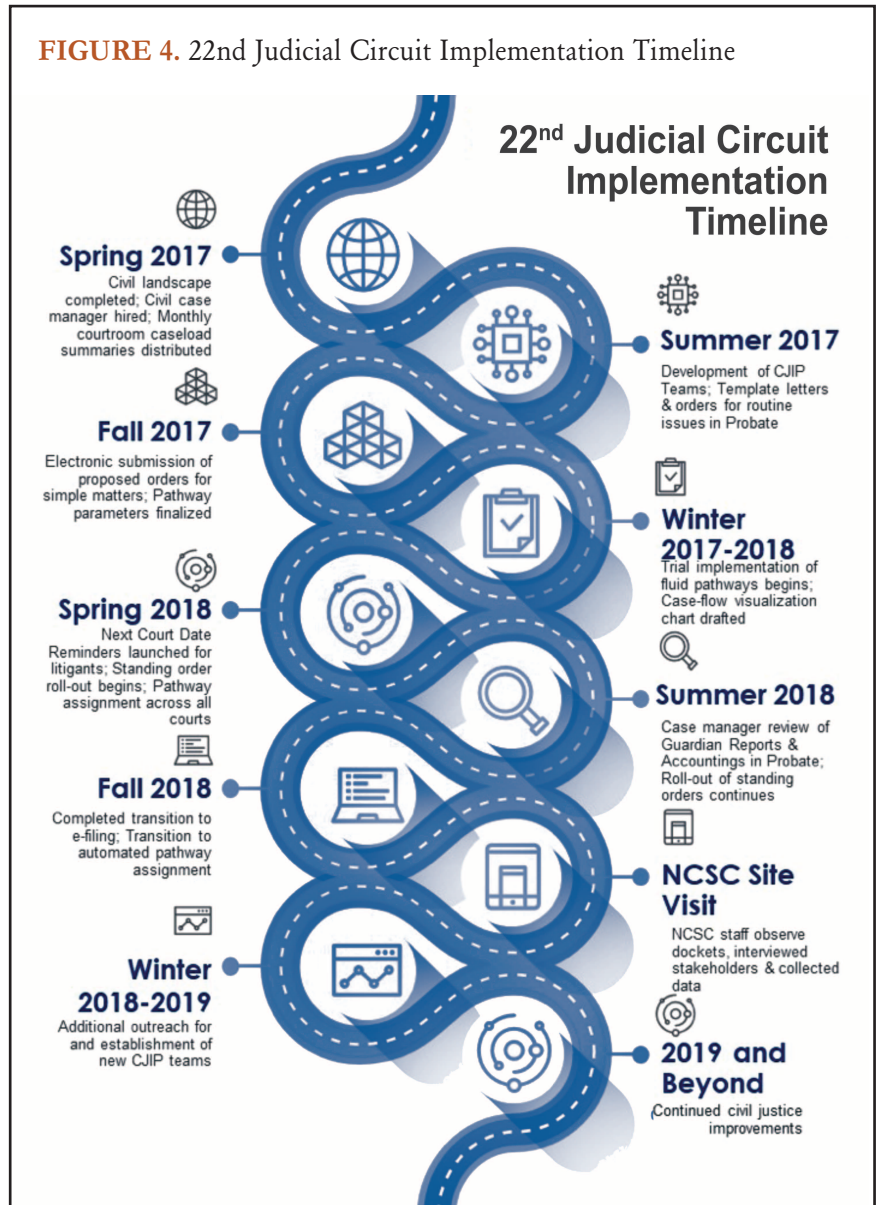 FIGURE 4. 22nd Judicial Circuit Implementation Timeline
22nd Judicial Circuit
Implementation
Timeline
Spring 2017
Civil landscape
completed; Civil case
manager hired; Monthly
courtroom caseload
summaries distributed
Summer 2017
Development of CJIP
Teams; Template letters
& orders for routine
issues in Probate
Fall 2017
Electronic submission of
proposed orders for
simple matters; Pathway
parameters finalized
Winter
2017-2018
Trial implementation of
fluid pathways begins;
Case-flow visualization
chart drafted
Spring 2018
Next Court Date
Reminders launched for
litigants; Standing order
roll-out begins; Pathway
assignment across all
courts
Summer 2018
Case manager review of
Guardian Reports &
Accountings in Probate;
Roll-out of standing
orders continues
Fall 2018
Completed transition to
e-filing; Transition to
automated pathway
assignment
NCSC Site
Visit
NCSC staff observe
dockets, interviewed
stakeholders & collected
data
Winter
2018-2019
Additional outreach for
and establishment of
new CJIP teams
2019 and
Beyond
Continued civil justice
improvements